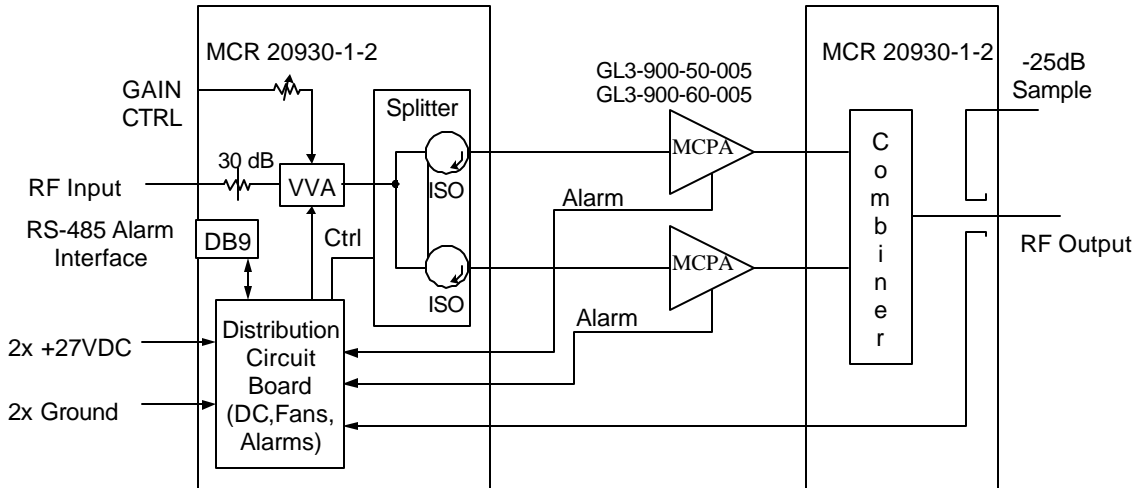 MCR 20930-1-2
MCR 20930-1-2
GL3-900-50-005
GL3-900-60-005
-25dB
Sample
GAIN
CTRL
Splitter
MCPA
30 dB
VVA
ISO
RF Input
Alarm
RS-485 Alarm
Interface
DB9
Ctrl
MCPA
ISO
Combiner
RF Output
Alarm
2x +27VDC
2x Ground
Distribution
Circuit
Board
(DC,Fans,
Alarms)